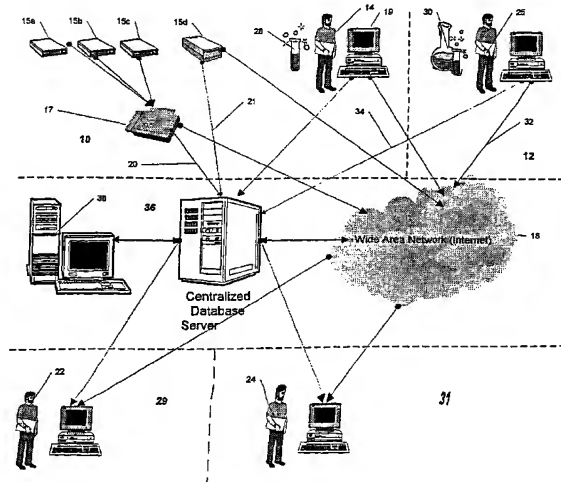 15a 15b 15c 15d 14 19 30 25
28
17 21 34
10 20 32 12
38 36 18
Wide Area Network (Internet)
Centralized
Database
Server
22 29 24 31